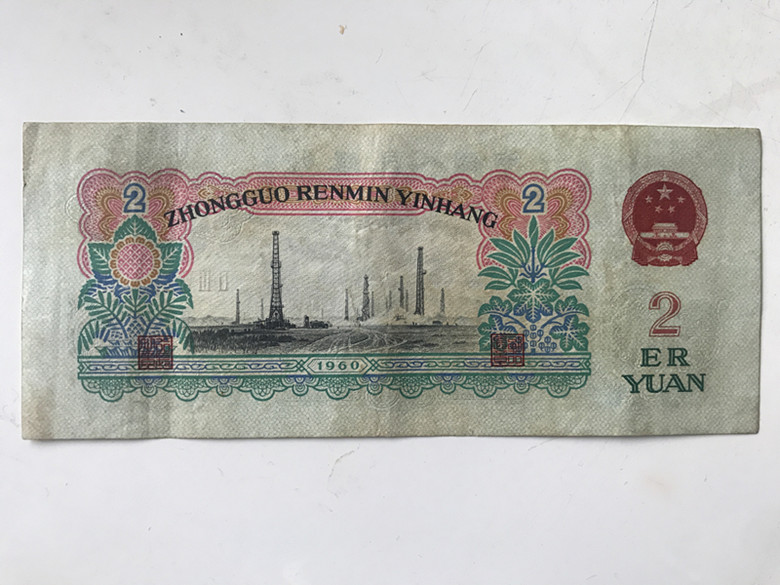 2
2
ZHONGGUO RENMIN YINHANG
1960
2
ER
YUAN